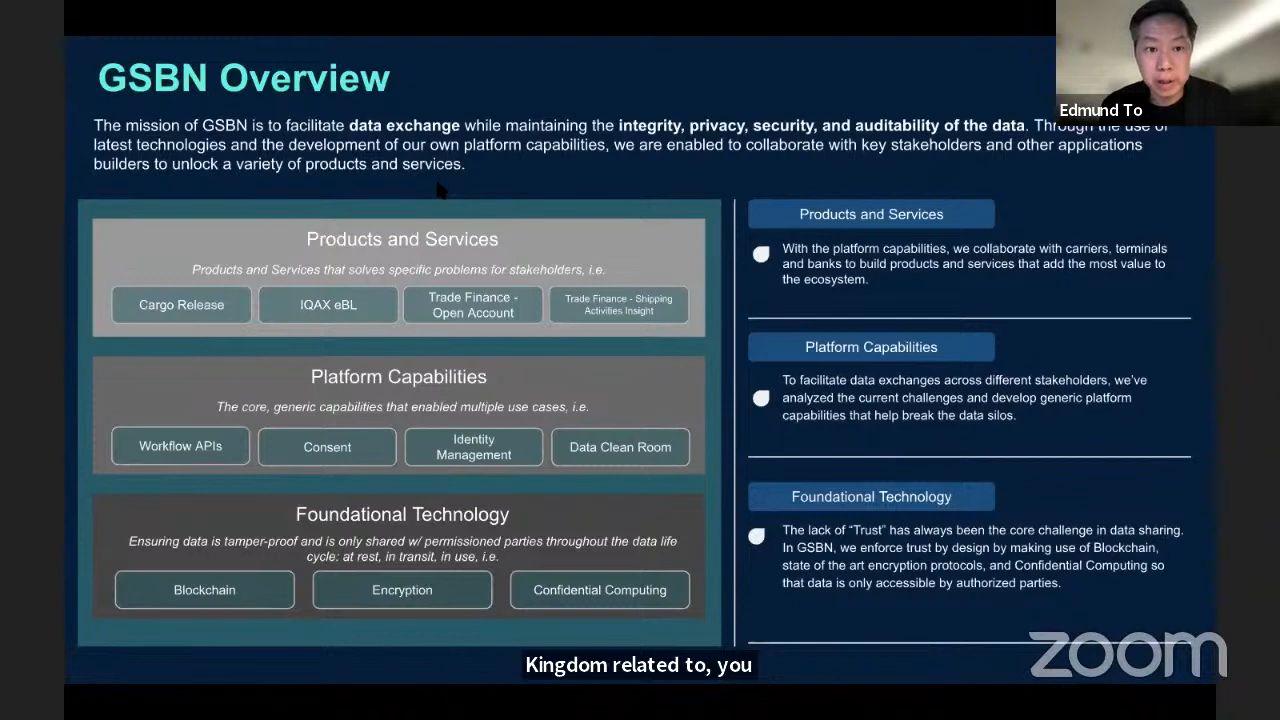 GSBN Overview
Edmund To
The mission of GSBN is to facilitate data exchange while maintaining the integrity, privacy, security, and auditability of the data. Through the use of
latest technologies and the development of our own platform capabilities, we are enabled to collaborate with key stakeholders and other applications
builders to unlock a variety of products and services.
Products and Services
Products and Services that solves specific problems for stakeholders, i.e.
Cargo Release
IQAX eBL
Trade Finance -
Open Account
Trade Finance - Shipping
Activities Insight
Platform Capabilities
The core, generic capabilities that enabled multiple use cases, i.e.
Workflow APIs
Consent
Identity
Management
Data Clean Room
Foundational Technology
Ensuring data is tamper-proof and is only shared w/ permissioned parties throughout the data life
cycle: at rest, in transit, in use, i.e.
Blockchain
Encryption
Confidential Computing
Products and Services
With the platform capabilities, we collaborate with carriers, terminals
and banks to build products and services that add the most value to
the ecosystem.
Platform Capabilities
To facilitate data exchanges across different stakeholders, we've
analyzed the current challenges and develop generic platform
capabilities that help break the data silos.
Foundational Technology
The lack of “Trust” has always been the core challenge in data sharing.
In GSBN, we enforce trust by design by making use of Blockchain,
state of the art encryption protocols, and Confidential Computing so
that data is only accessible by authorized parties.
zoom
Kingdom related to, you